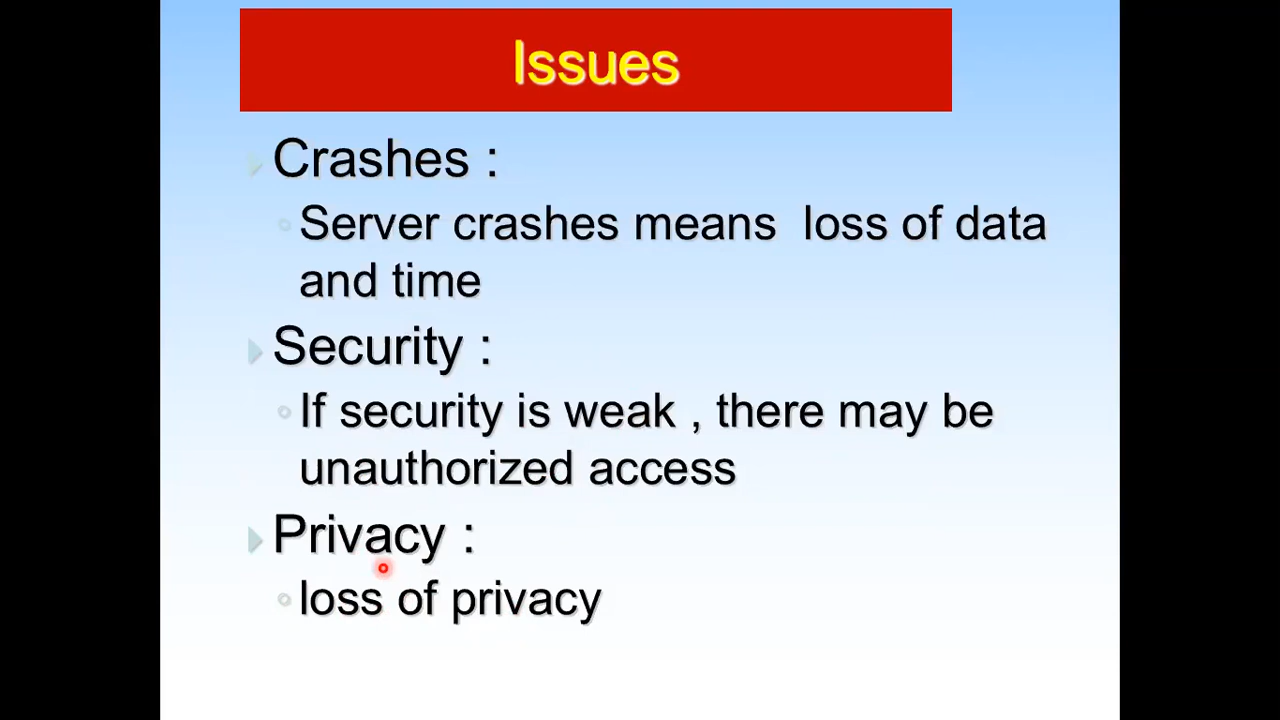 Issues
Crashes :
Server crashes means  loss of data
and time
Security :
If security is weak , there may be
unauthorized access
Privacy :
loss of privacy